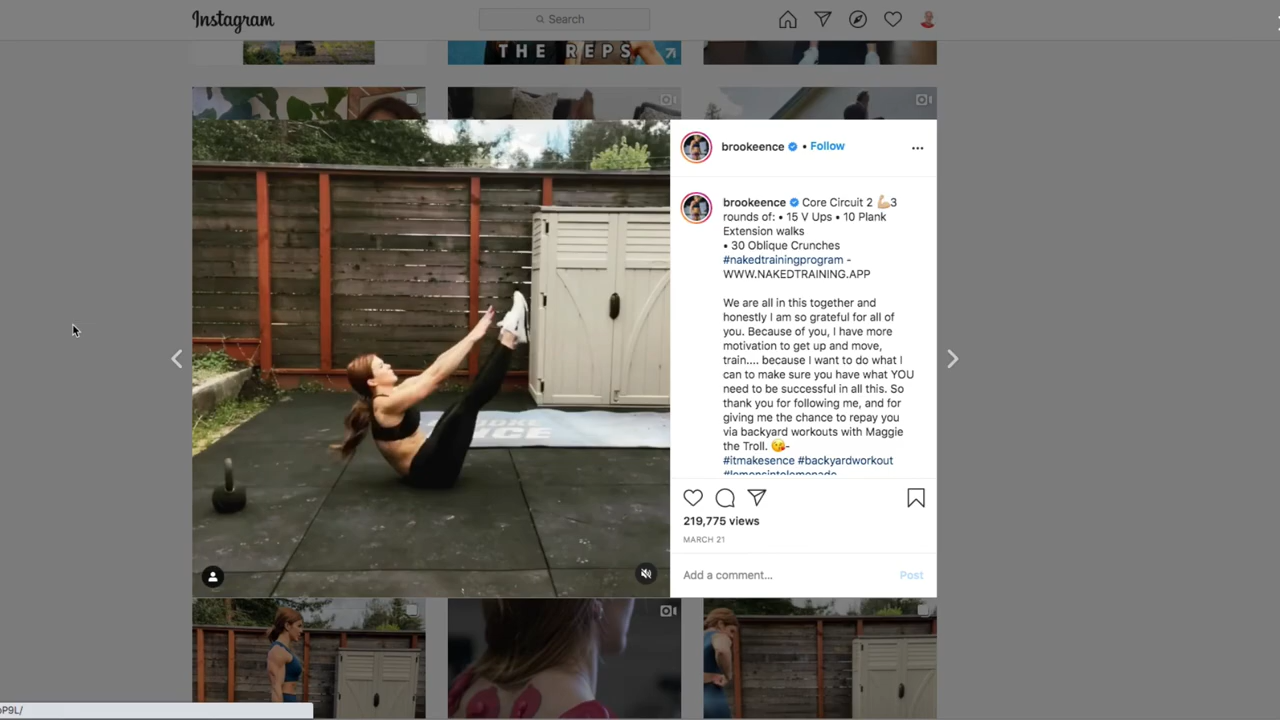 Instagram
Search
THE REPS
brookeence • Follow
brookeence Core Circuit 2 💪🏼3
rounds of: • 15 V Ups • 10 Plank
Extension walks
• 30 Oblique Crunches
#nakedtrainingprogram -
WWW.NAKEDTRAINING.APP
We are all in this together and
honestly I am so grateful for all of
you. Because of you, I have more
motivation to get up and move,
train.... because I want to do what I
can to make sure you have what YOU
need to be successful in all this. So
thank you for following me, and for
giving me the chance to repay you
via backyard workouts with Maggie
the Troll. 😘-
#itmakesence #backyardworkout
#lemonsintolemonade
219,775 views
MARCH 21
Add a comment...
Post
P9L/